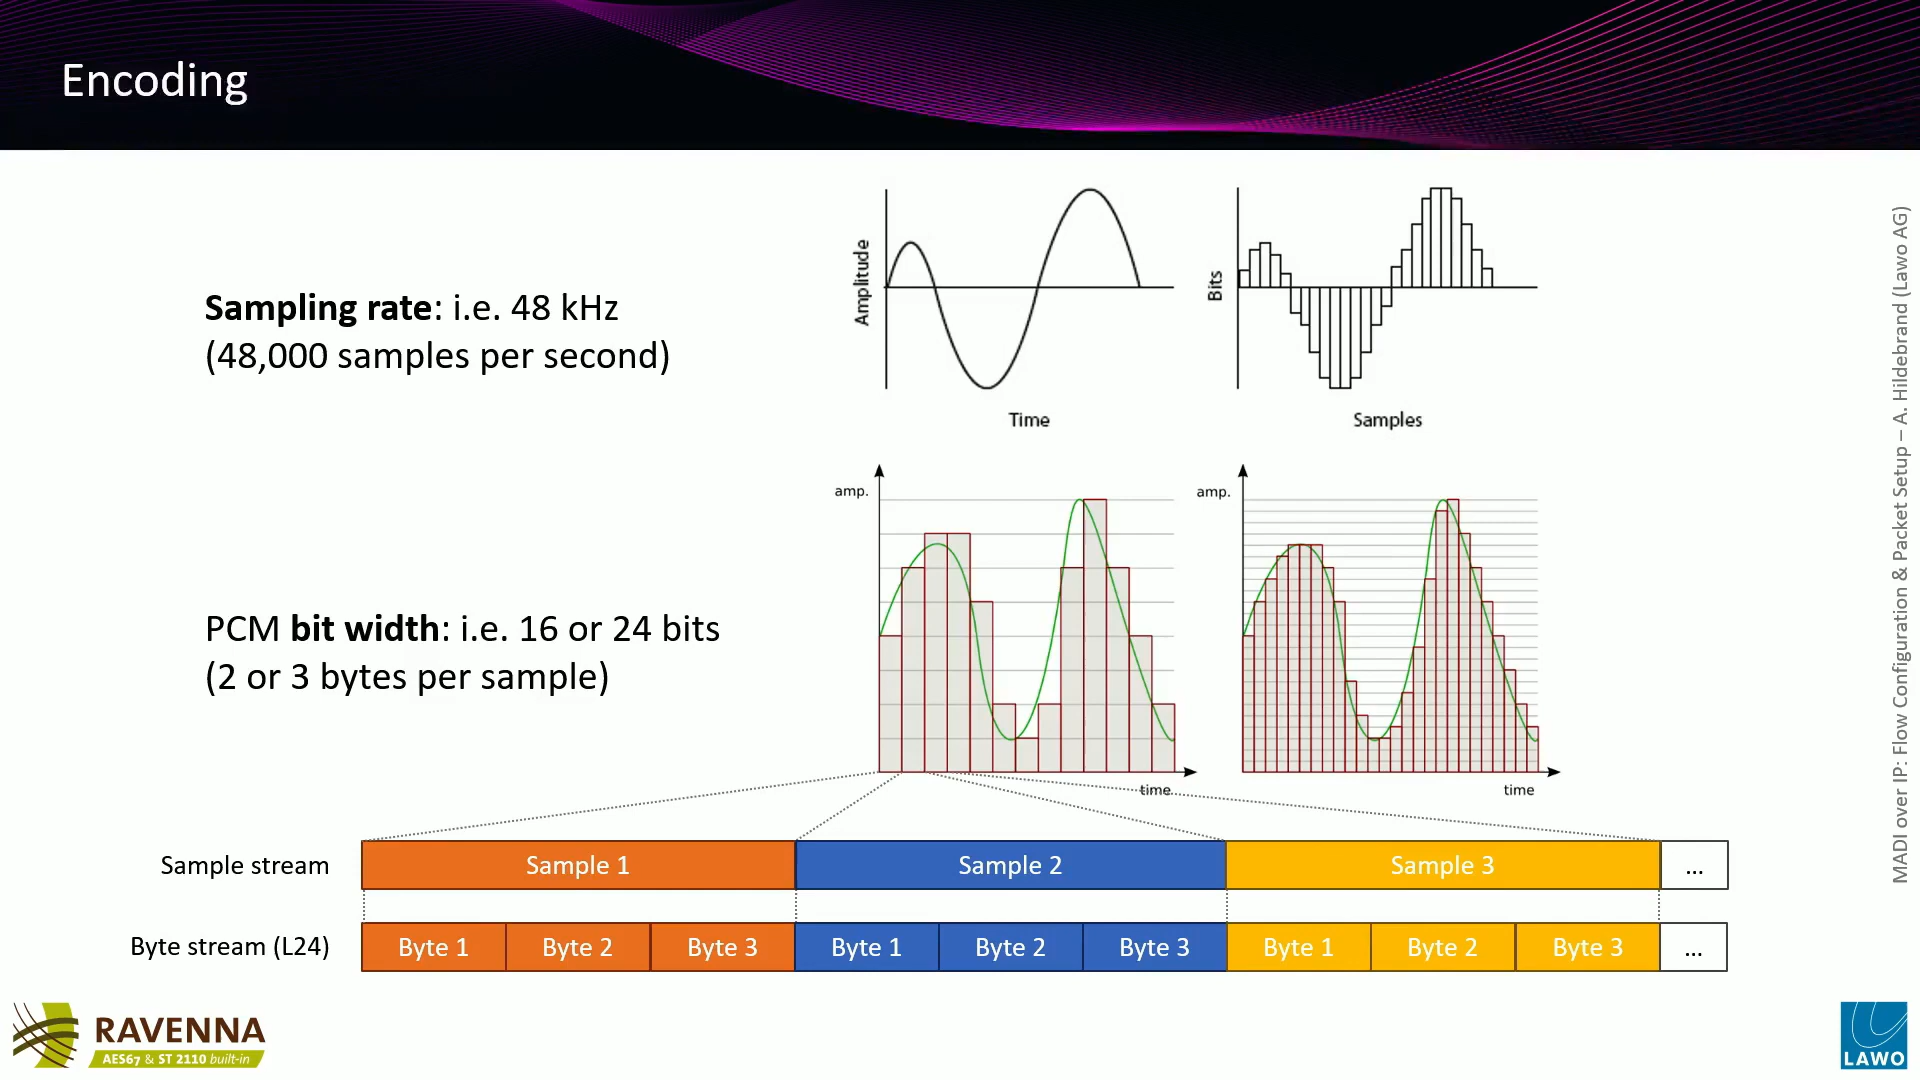 Encoding
Sampling rate: i.e. 48 kHz
(48,000 samples per second)
Amplitude
Time
Bits
Samples
PCM bit width: i.e. 16 or 24 bits
(2 or 3 bytes per sample)
amp.
time
amp.
time
Sample stream
Sample 1
Sample 2
Sample 3
...
Byte stream (L24)
Byte 1
Byte 2
Byte 3
Byte 1
Byte 2
Byte 3
Byte 1
Byte 2
Byte 3
...
MADI over IP: Flow Configuration & Packet Setup – A. Hildebrand (Lawo AG)
RAVENNA
AES67 & ST 2110 built-in
LAWO